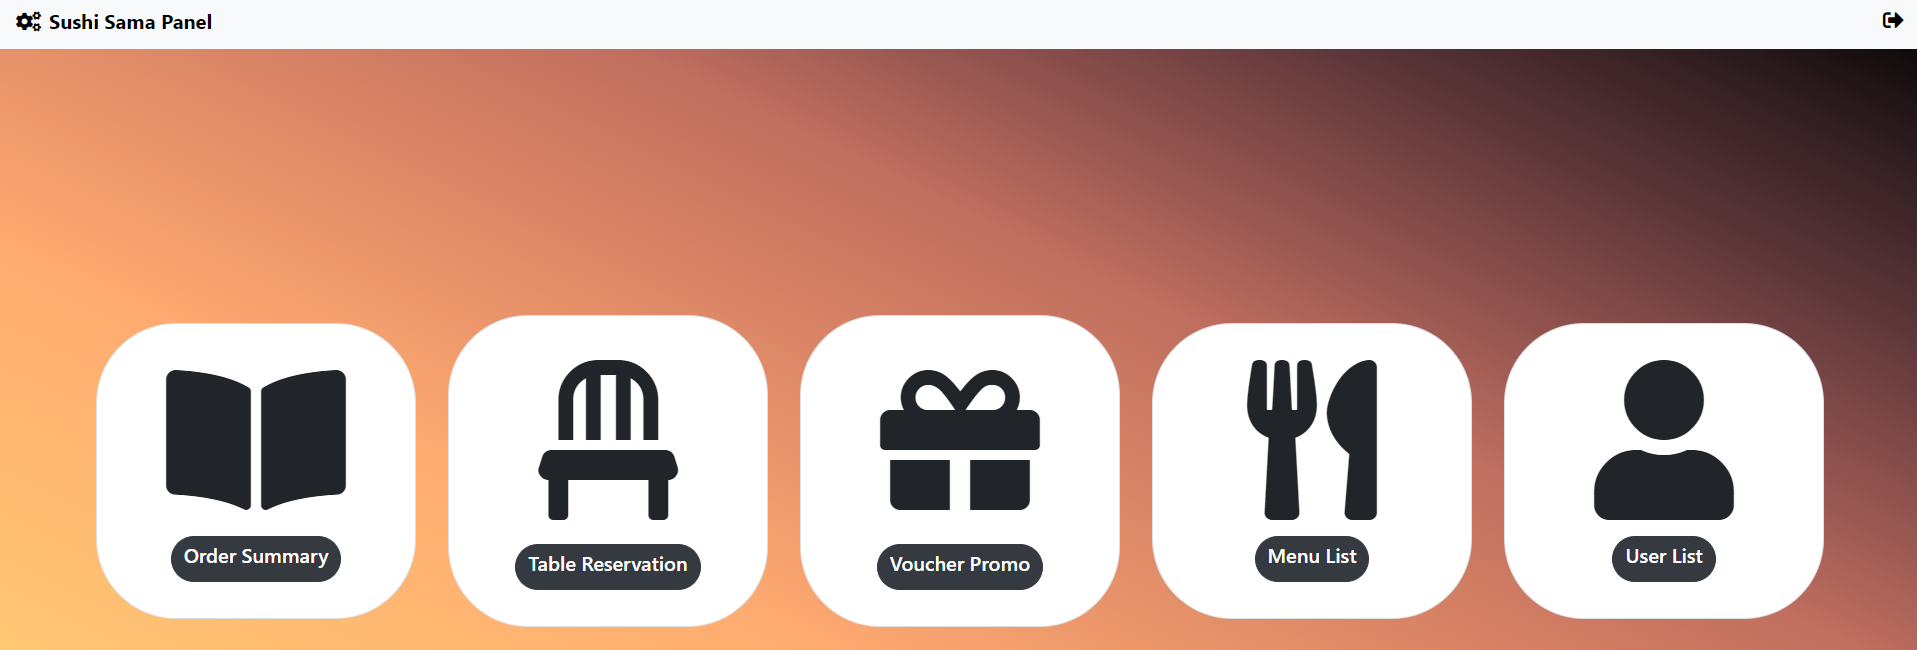 Sushi Sama Panel
Order Summary
Table Reservation
Voucher Promo
Menu List
User List